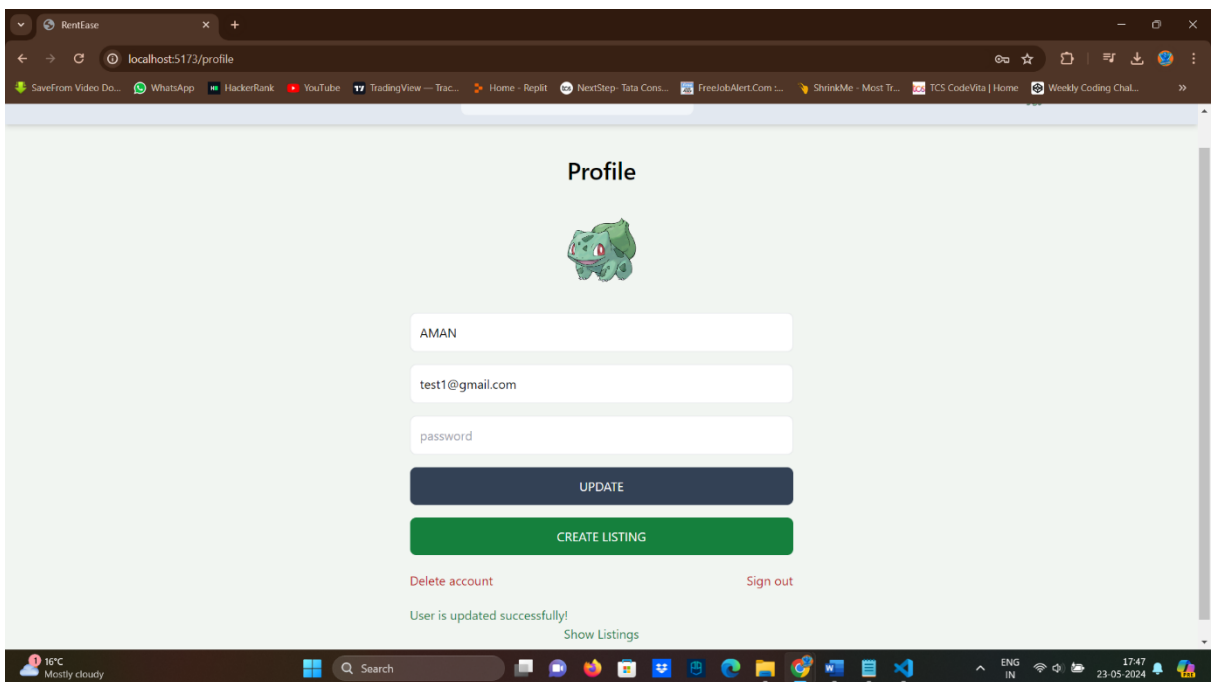 RentEase
localhost:5173/profile
SaveFrom Video Do... WhatsApp HackerRank YouTube TradingView — Trac... Home - Replit NextStep- Tata Cons... FreeJobAlert.Com :... ShrinkMe - Most Tr... TCS CodeVita | Home Weekly Coding Chal... »
Profile
AMAN
test1@gmail.com
password
UPDATE
CREATE LISTING
Delete account Sign out
User is updated successfully!
Show Listings
1 16°C
Mostly cloudy
Search
ENG
IN
17:47
23-05-2024